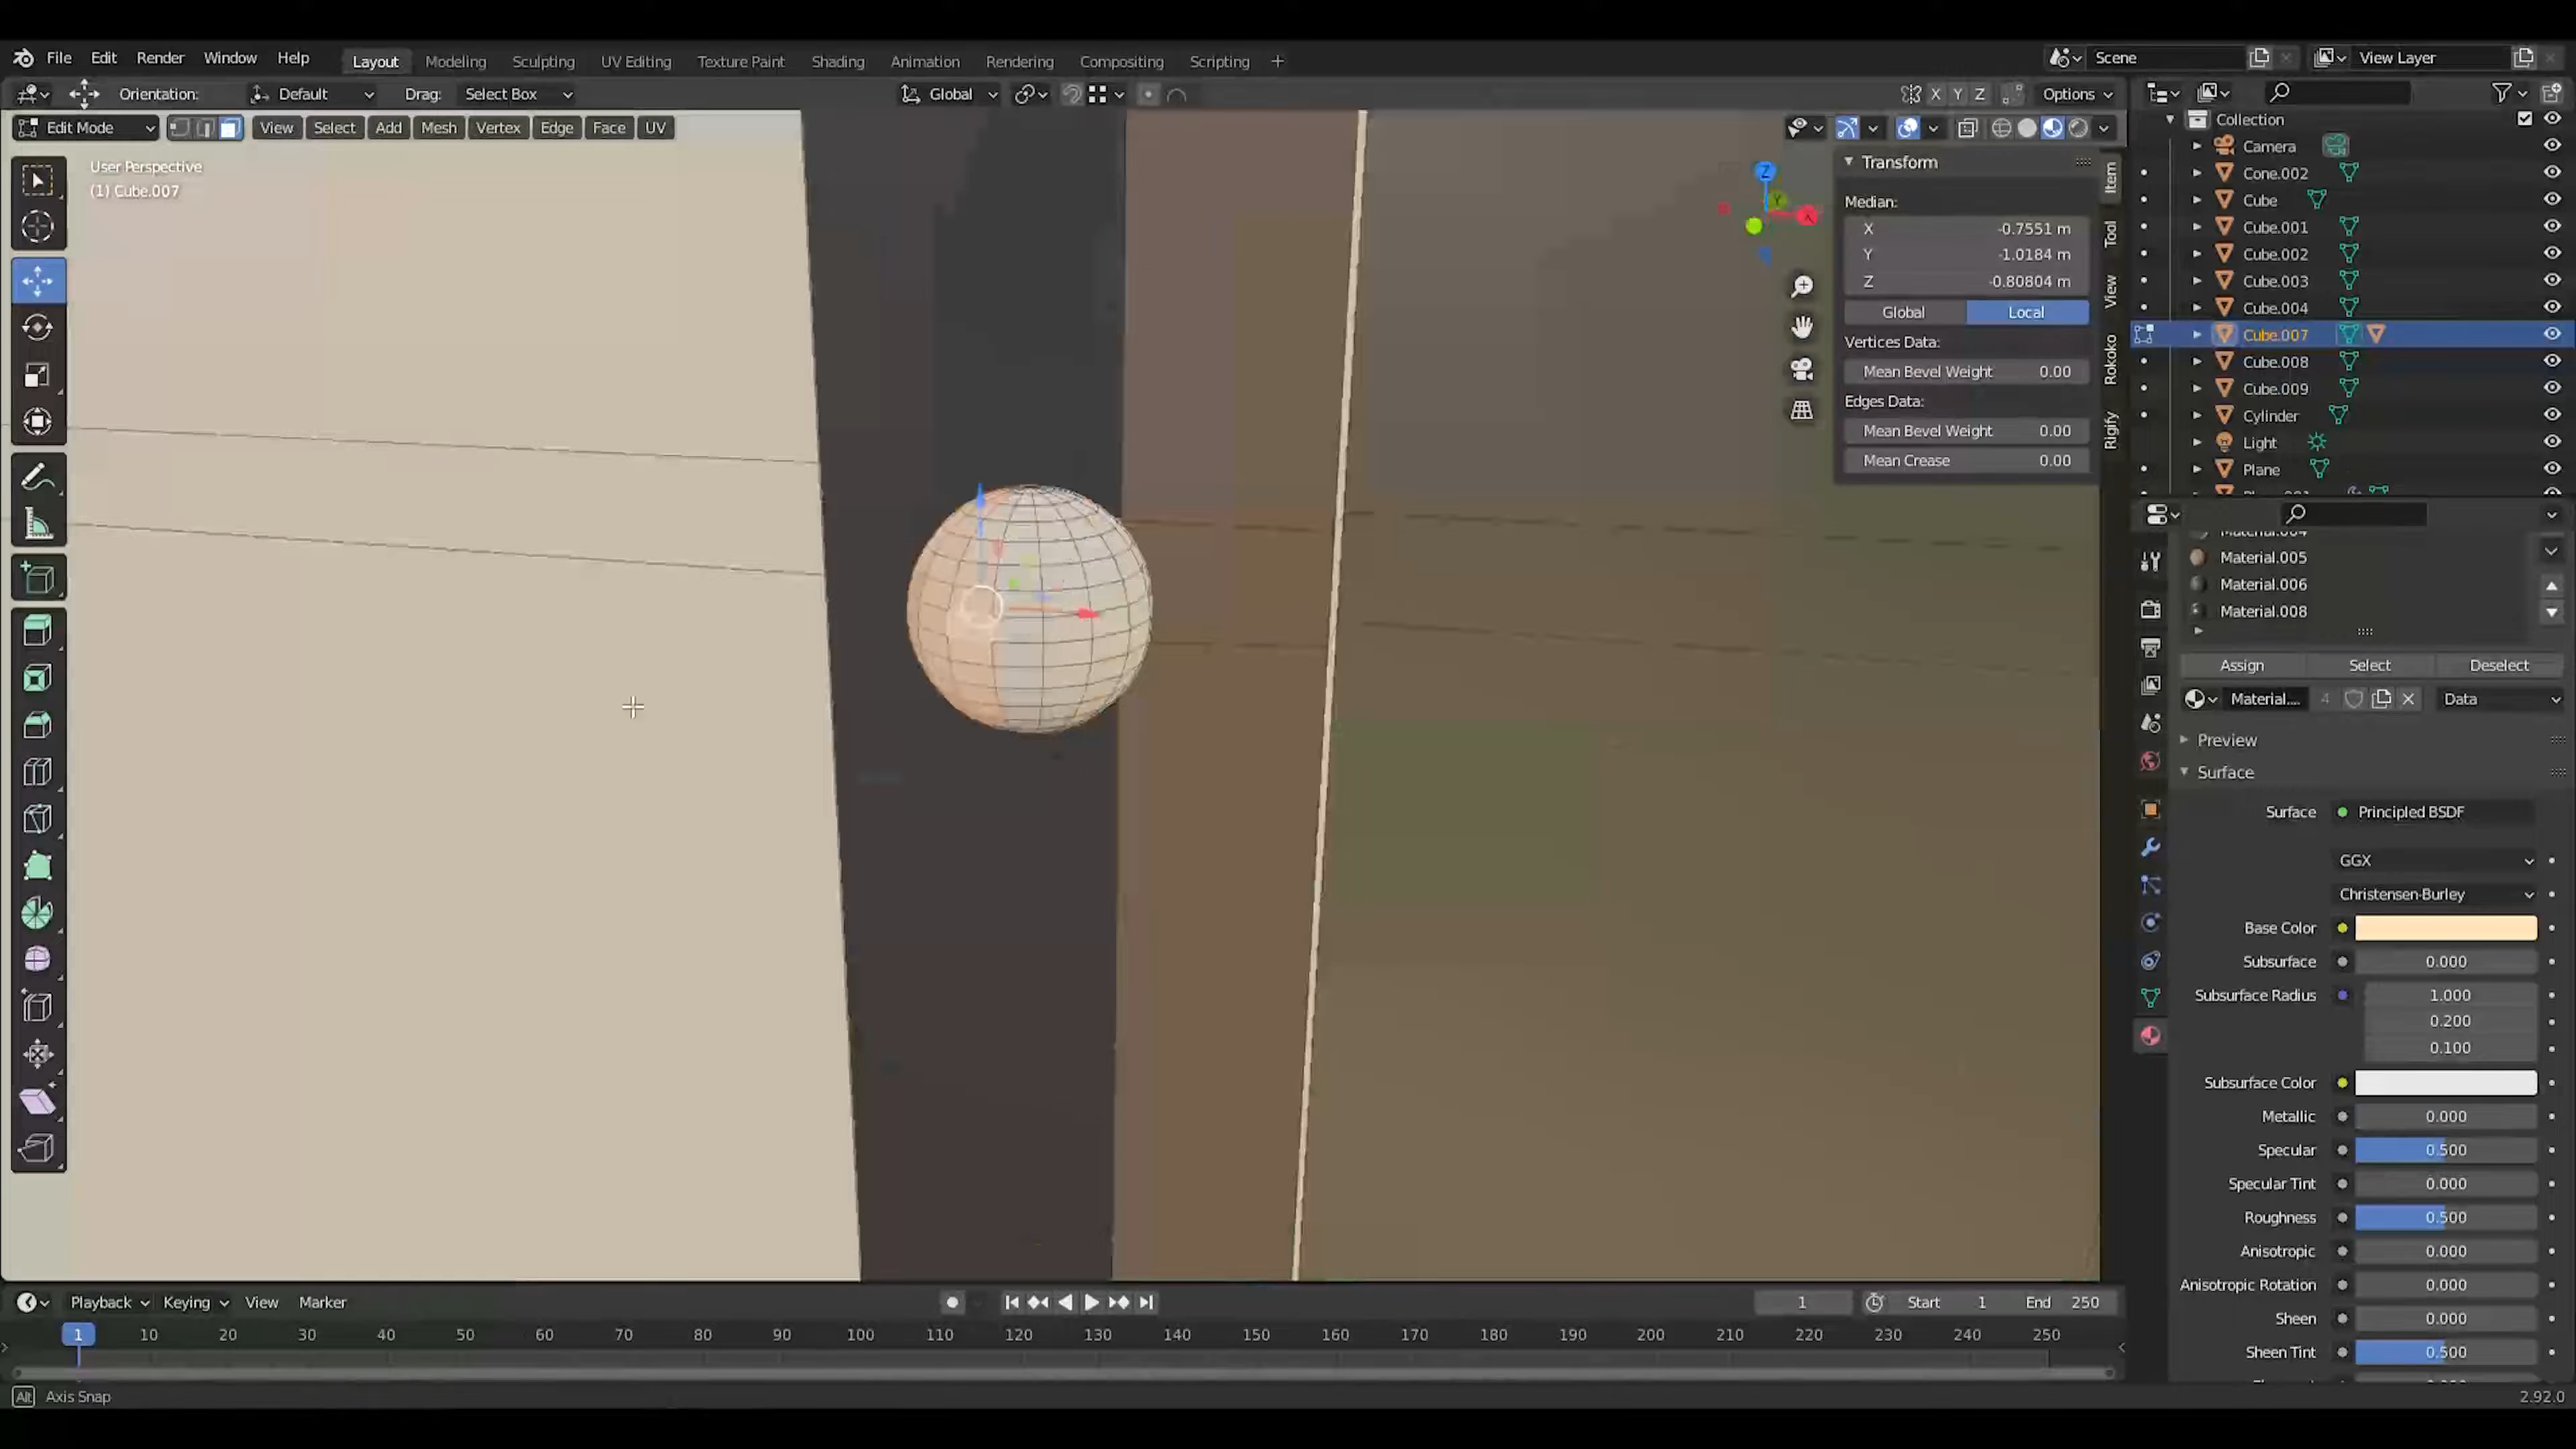 File Edit Render Window Help Layout Modeling Sculpting UV Editing Texture Paint Shading Animation Rendering Compositing Scripting + Scene View Layer
Orientation: Default Drag: Select Box Global X Y Z Options
Edit Mode View Select Add Mesh Vertex Edge Face UV
User Perspective
(1) Cube.007
Z
Y
X
Transform
Median:
X -0.7551 m
Y -1.0184 m
Z -0.80804 m
Global Local
Vertices Data:
Mean Bevel Weight 0.00
Edges Data:
Mean Bevel Weight 0.00
Mean Crease 0.00
Item
Tool
View
Rokoko
Rigify
Collection
Camera
Cone.002
Cube
Cube.001
Cube.002
Cube.003
Cube.004
Cube.007
Cube.008
Cube.009
Cylinder
Light
Plane
Material.005
Material.006
Material.008
Assign Select Deselect
Material.... 4 Data
Preview
Surface
Surface Principled BSDF
GGX
Christensen-Burley
Base Color
Subsurface 0.000
Subsurface Radius 1.000
0.200
0.100
Subsurface Color
Metallic 0.000
Specular 0.500
Specular Tint 0.000
Roughness 0.500
Anisotropic 0.000
Anisotropic Rotation 0.000
Sheen 0.000
Sheen Tint 0.500
Playback Keying View Marker 1 Start 1 End 250
1 10 20 30 40 50 60 70 80 90 100 110 120 130 140 150 160 170 180 190 200 210 220 230 240 250
Alt Axis Snap 2.92.0